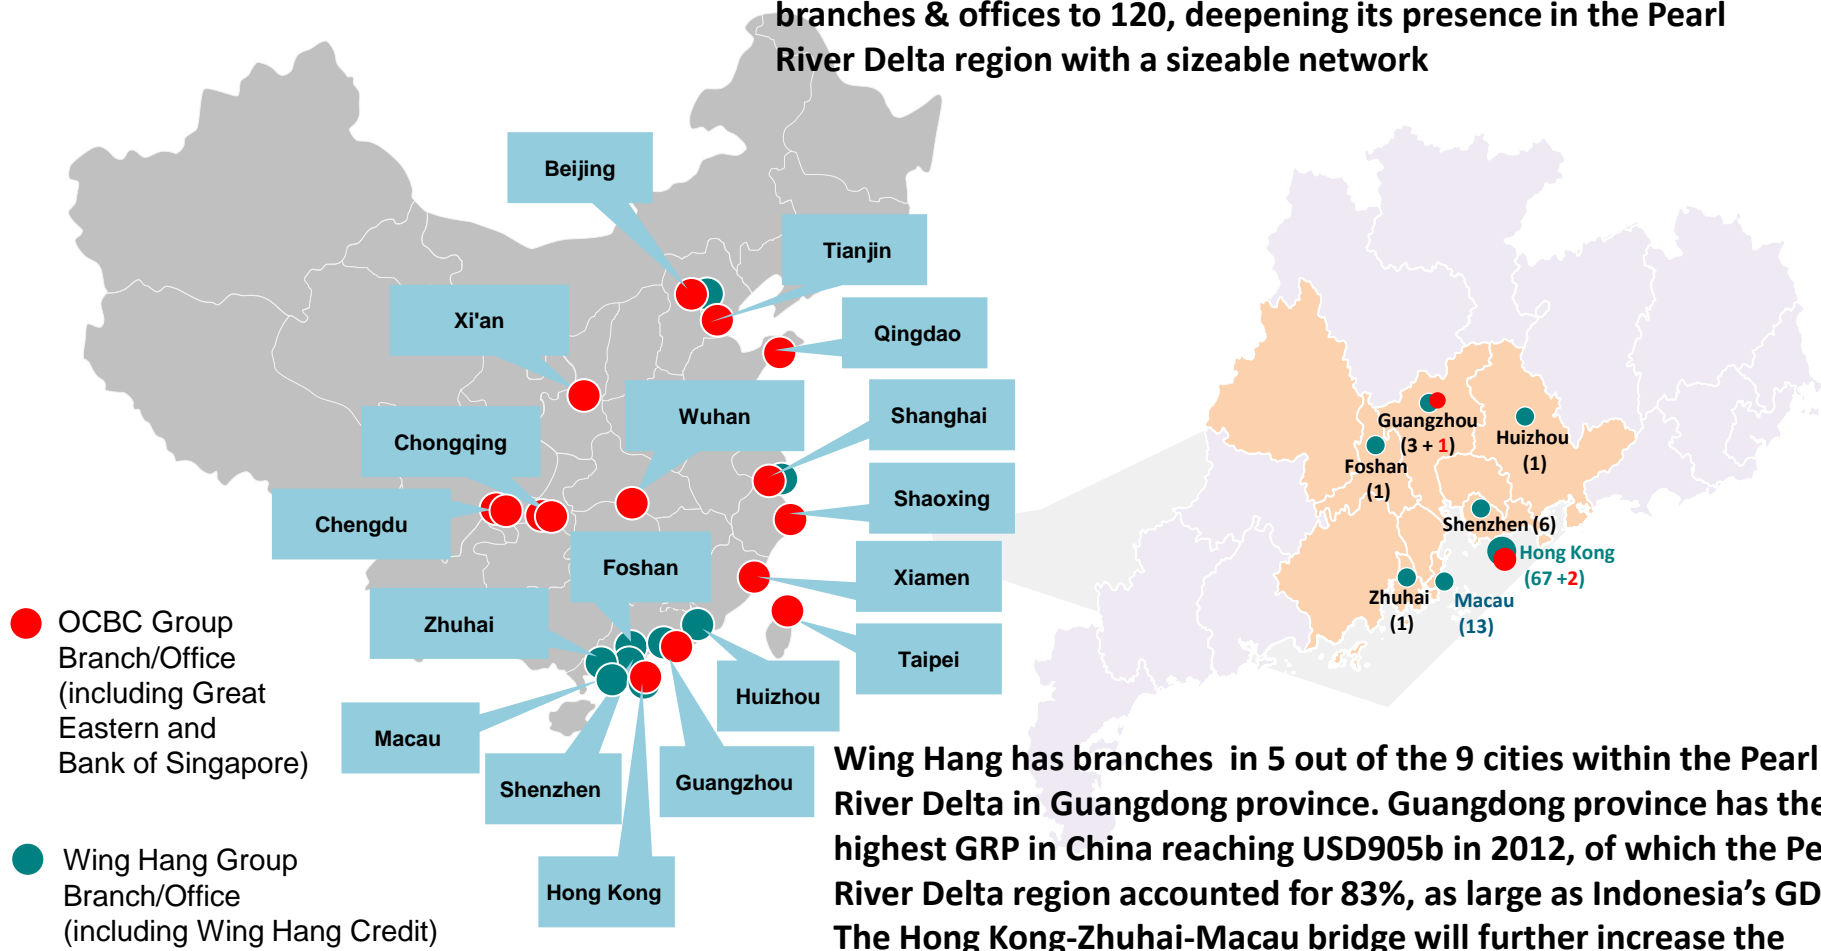 branches & offices to 120, deepening its presence in the Pearl
River Delta region with a sizeable network
Beijing
Tianjin
Xi'an
Qingdao
Wuhan
Shanghai
Chongqing
Shaoxing
Chengdu
Foshan
Xiamen
Zhuhai
Taipei
Huizhou
Macau
Shenzhen
Guangzhou
Hong Kong
OCBC Group
Branch/Office
(including Great
Eastern and
Bank of Singapore)
Wing Hang Group
Branch/Office
(including Wing Hang Credit)
Guangzhou
(3 + 1)
Huizhou
(1)
Foshan
(1)
Shenzhen (6)
Hong Kong
(67 +2)
Zhuhai
(1)
Macau
(13)
Wing Hang has branches in 5 out of the 9 cities within the Pearl
River Delta in Guangdong province. Guangdong province has the
highest GRP in China reaching USD905b in 2012, of which the Pe
River Delta region accounted for 83%, as large as Indonesia's GD
The Hong Kong-Zhuhai-Macau bridge will further increase the